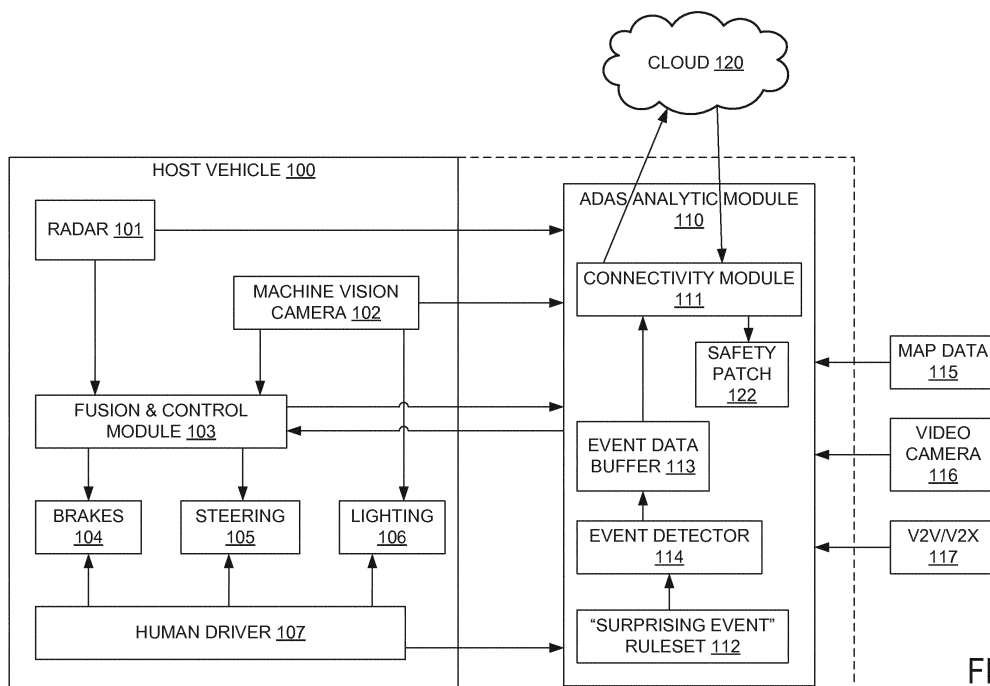 CLOUD 120
HOST VEHICLE 100
ADAS ANALYTIC MODULE
110
RADAR 101
MACHINE VISION
CAMERA 102
CONNECTIVITY MODULE
111
SAFETY
PATCH
122
MAP DATA
115
FUSION & CONTROL
MODULE 103
EVENT DATA
BUFFER 113
VIDEO
CAMERA
116
BRAKES
104
STEERING
105
LIGHTING
106
EVENT DETECTOR
114
V2V/V2X
117
HUMAN DRIVER 107
“SURPRISING EVENT”
RULESET 112